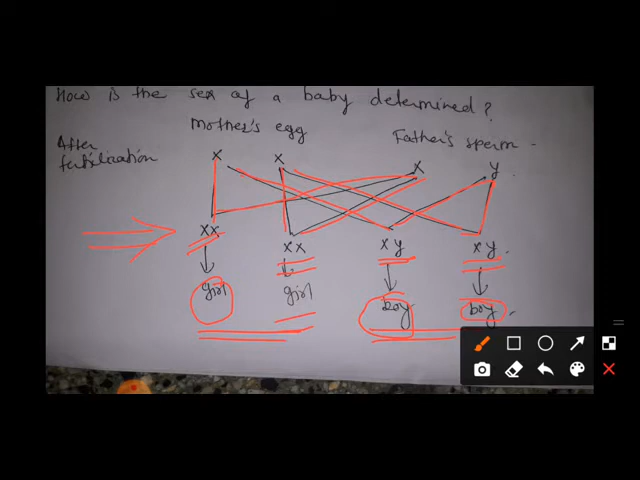 How is the sex of a baby determined?
Mother's egg Father's sperm
After
fertilization
X X X Y
XX XX XY XY
girl girl boy boy